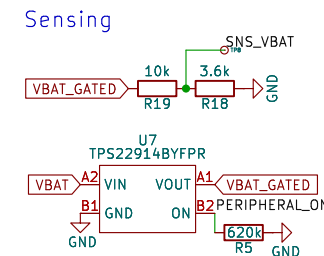 Sensing
SNS_VBAT
TP8
10k
3.6k
VBAT_GATED
R19
R18
GND
U7
TPS22914BYFPR
VBAT
A2
VIN
VOUT
A1
VBAT_GATED
B1
GND
ON
B2
PERIPHERAL_ON
GND
620k
R5
GND